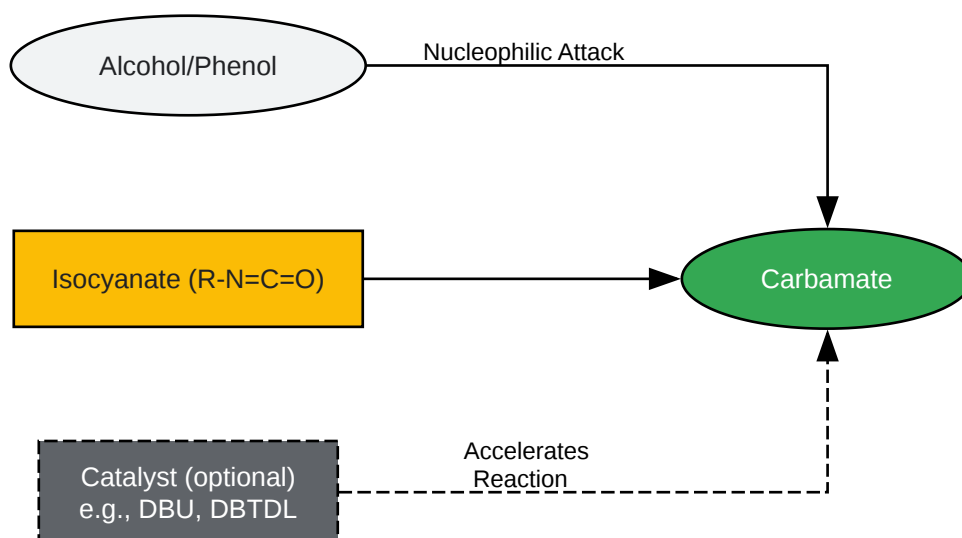 Alcohol/Phenol
Nucleophilic Attack
Isocyanate (R-N=C=O)
Carbamate
Catalyst (optional)
e.g., DBU, DBTDL
Accelerates
Reaction